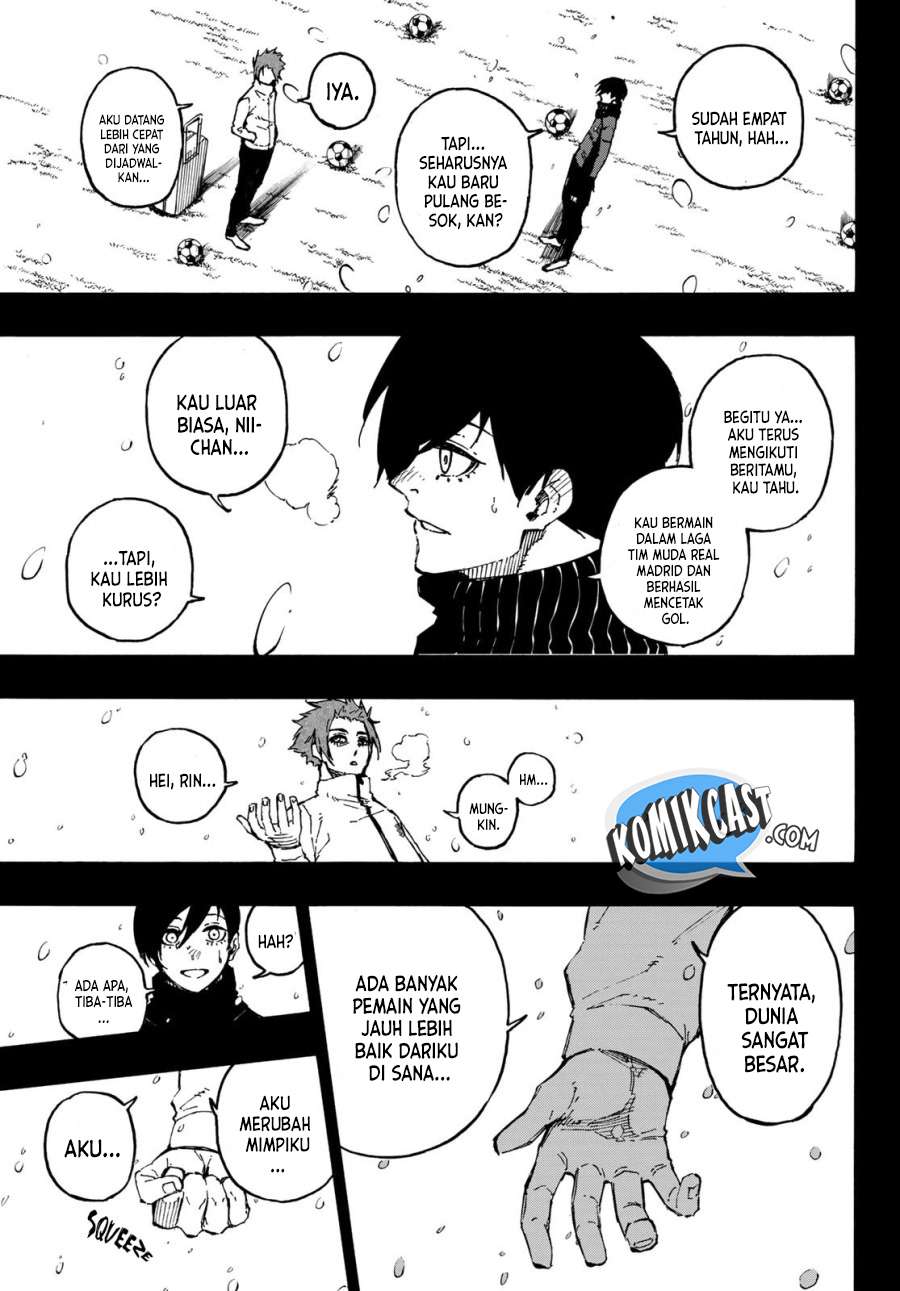 SUDAH EMPAT
TAHUN, HAH...
TAPI...
SEHARUSNYA
KAU BARU
PULANG BE-
SOK, KAN?
IYA.
AKU DATANG
LEBIH CEPAT
DARI YANG
DIJADWAL-
KAN...
BEGITU YA...
AKU TERUS
MENGIKUTI
BERITAMU,
KAU TAHU.
KAU BERMAIN
DALAM LAGA
TIM MUDA REAL
MADRID DAN
BERHASIL
MENCETAK
GOL.
KAU LUAR
BIASA, NII-
CHAN...
...TAPI,
KAU LEBIH
KURUS?
HM...
MUNG-
KIN.
HEI, RIN...
KOMIKCAST
.COM
TERNYATA,
DUNIA
SANGAT
BESAR.
ADA BANYAK
PEMAIN YANG
JAUH LEBIH
BAIK DARIKU
DI SANA...
HAH?
ADA APA,
TIBA-TIBA
...
AKU
MERUBAH
MIMPIKU
...
AKU...
SQUEEZE